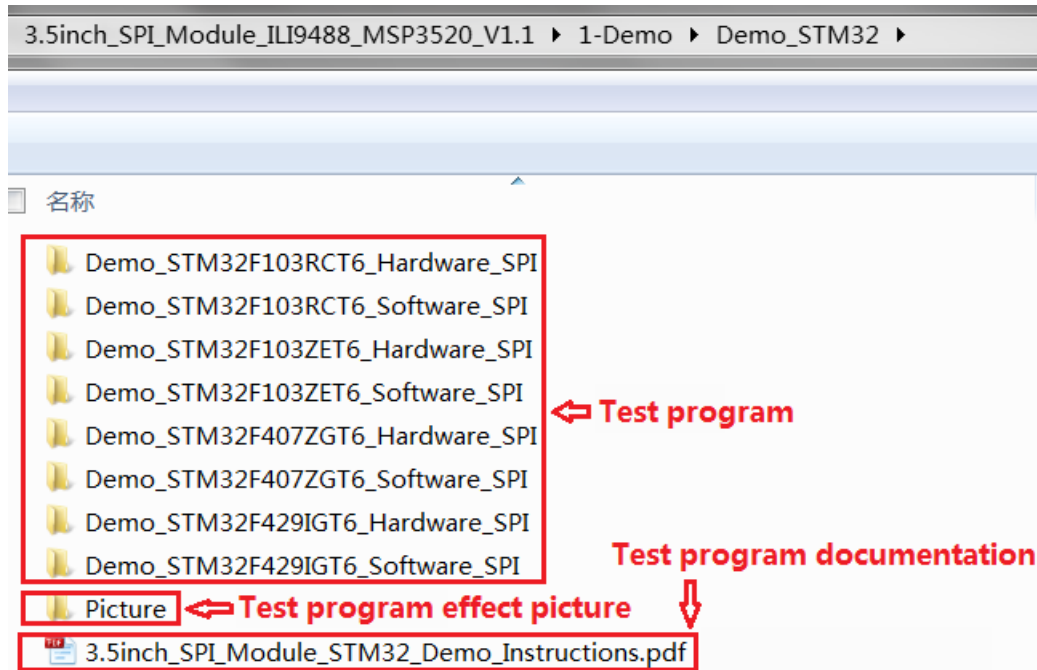 3.5inch_SPI_Module_ILI9488_MSP3520_V1.1 ▸ 1-Demo ▸ Demo_STM32 ▸
名称
Demo_STM32F103RCT6_Hardware_SPI
Demo_STM32F103RCT6_Software_SPI
Demo_STM32F103ZET6_Hardware_SPI
Demo_STM32F103ZET6_Software_SPI
Test program
Demo_STM32F407ZGT6_Hardware_SPI
Demo_STM32F407ZGT6_Software_SPI
Demo_STM32F429IGT6_Hardware_SPI
Demo_STM32F429IGT6_Software_SPI
Test program documentation
Picture
Test program effect picture
3.5inch_SPI_Module_STM32_Demo_Instructions.pdf